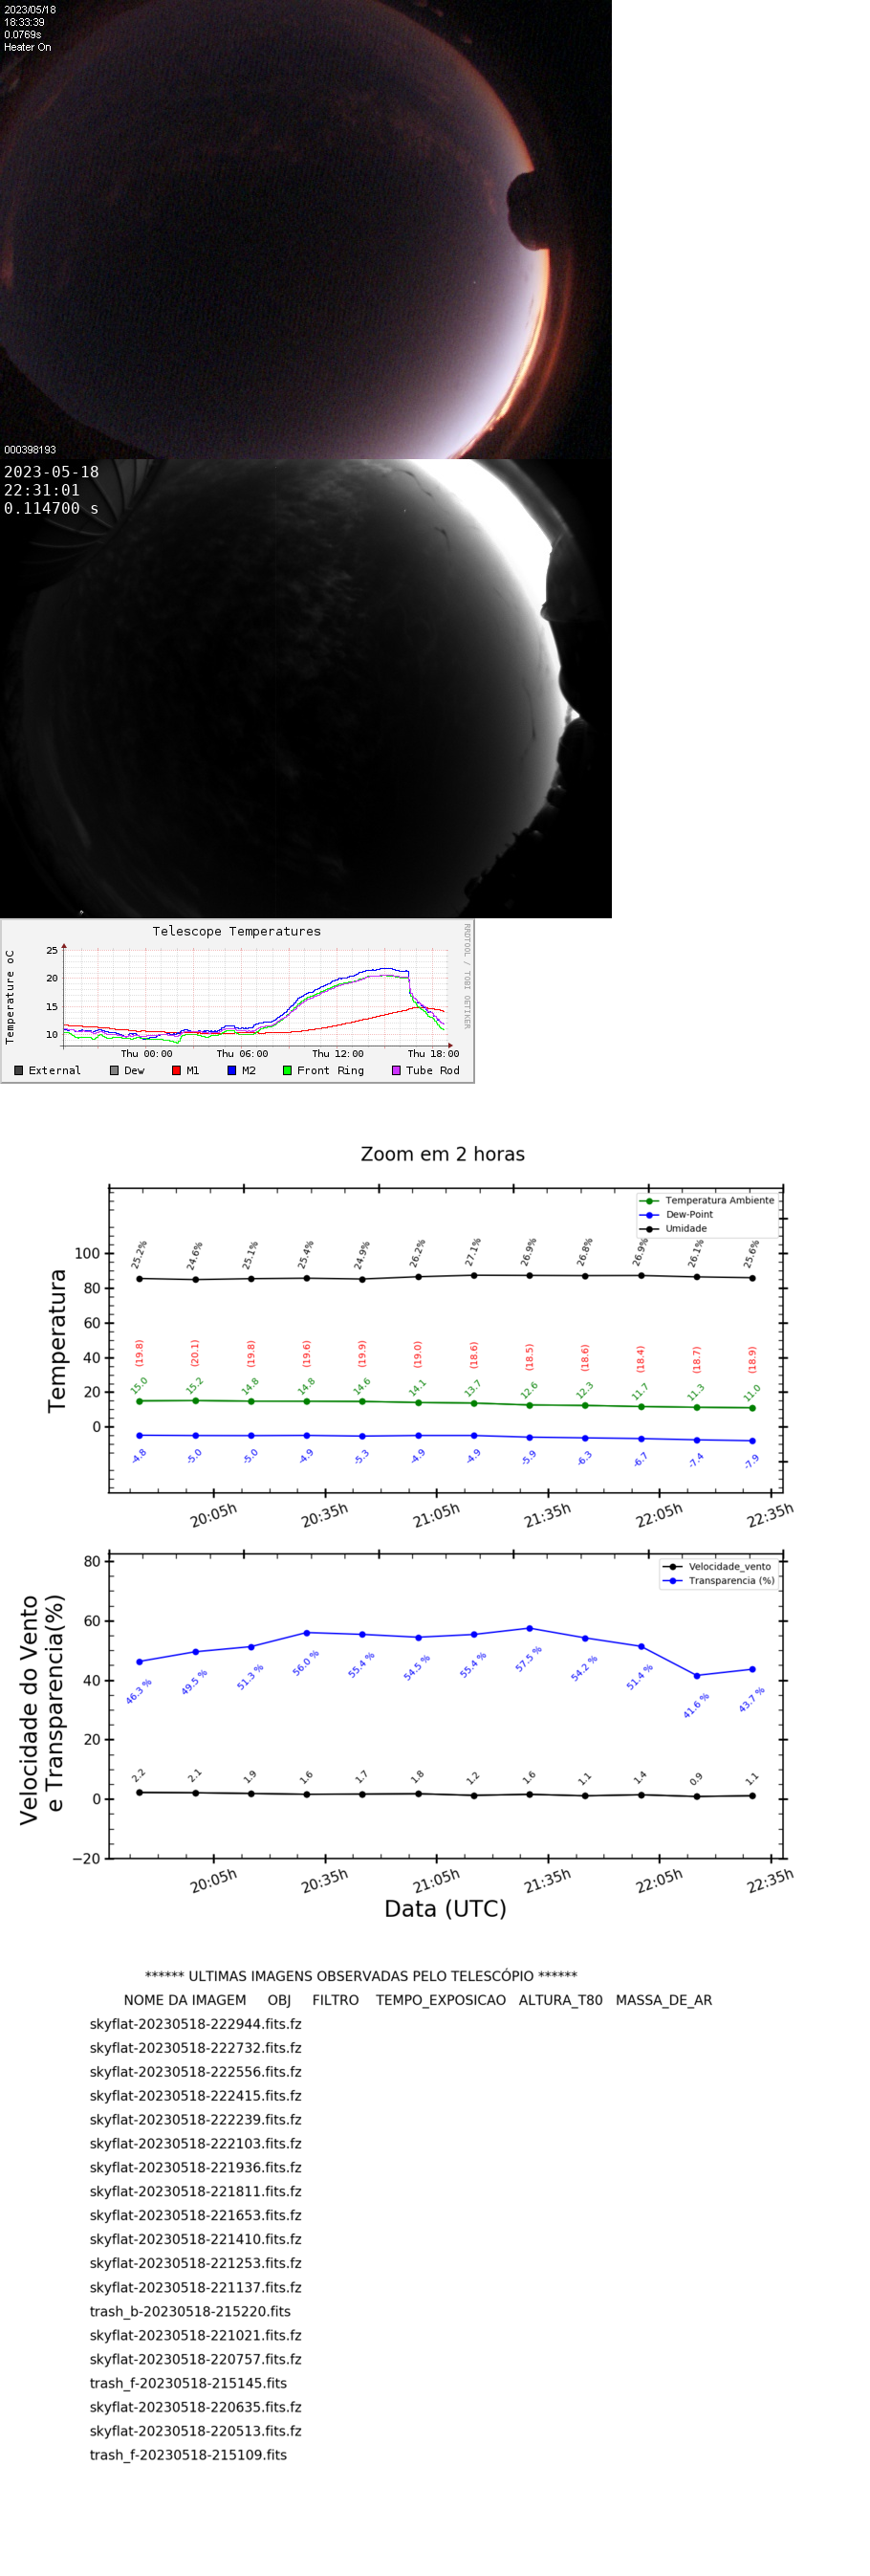 2023/05/18
18:33:39
0.0769s
Heater On
000398193
2023-05-18
22:31:01
0.114700 s
Telescope Temperatures
RRDTOOL / TOBI OETIKER
Temperature oC
25
20
15
10
Thu 00:00 Thu 06:00 Thu 12:00 Thu 18:00
External Dew M1 M2 Front Ring Tube Rod
Zoom em 2 horas
Temperatura Ambiente
Dew-Point
Umidade
Temperatura
100
80
60
40
20
0
25.2% 24.6% 25.1% 25.4% 24.9% 26.2% 27.1% 26.9% 26.8% 26.9% 26.1% 25.6%
(19.8) (20.1) (19.8) (19.6) (19.9) (19.0) (18.6) (18.5) (18.6) (18.4) (18.7) (18.9)
15.0 15.2 14.8 14.8 14.6 14.1 13.7 12.6 12.3 11.7 11.3 11.0
-4.8 -5.0 -5.0 -4.9 -5.3 -4.9 -4.9 -5.9 -6.3 -6.7 -7.4 -7.9
20:05h 20:35h 21:05h 21:35h 22:05h 22:35h
Velocidade_vento
Transparencia (%)
Velocidade do Vento
e Transparencia(%)
80
60
40
20
0
−20
46.3 % 49.5 % 51.3 % 56.0 % 55.4 % 54.5 % 55.4 % 57.5 % 54.2 % 51.4 % 41.6 % 43.7 %
2.2 2.1 1.9 1.6 1.7 1.8 1.2 1.6 1.1 1.4 0.9 1.1
20:05h 20:35h 21:05h 21:35h 22:05h 22:35h
Data (UTC)
****** ULTIMAS IMAGENS OBSERVADAS PELO TELESCÓPIO ******
NOME DA IMAGEM OBJ FILTRO TEMPO_EXPOSICAO ALTURA_T80 MASSA_DE_AR
skyflat-20230518-222944.fits.fz
skyflat-20230518-222732.fits.fz
skyflat-20230518-222556.fits.fz
skyflat-20230518-222415.fits.fz
skyflat-20230518-222239.fits.fz
skyflat-20230518-222103.fits.fz
skyflat-20230518-221936.fits.fz
skyflat-20230518-221811.fits.fz
skyflat-20230518-221653.fits.fz
skyflat-20230518-221410.fits.fz
skyflat-20230518-221253.fits.fz
skyflat-20230518-221137.fits.fz
trash_b-20230518-215220.fits
skyflat-20230518-221021.fits.fz
skyflat-20230518-220757.fits.fz
trash_f-20230518-215145.fits
skyflat-20230518-220635.fits.fz
skyflat-20230518-220513.fits.fz
trash_f-20230518-215109.fits